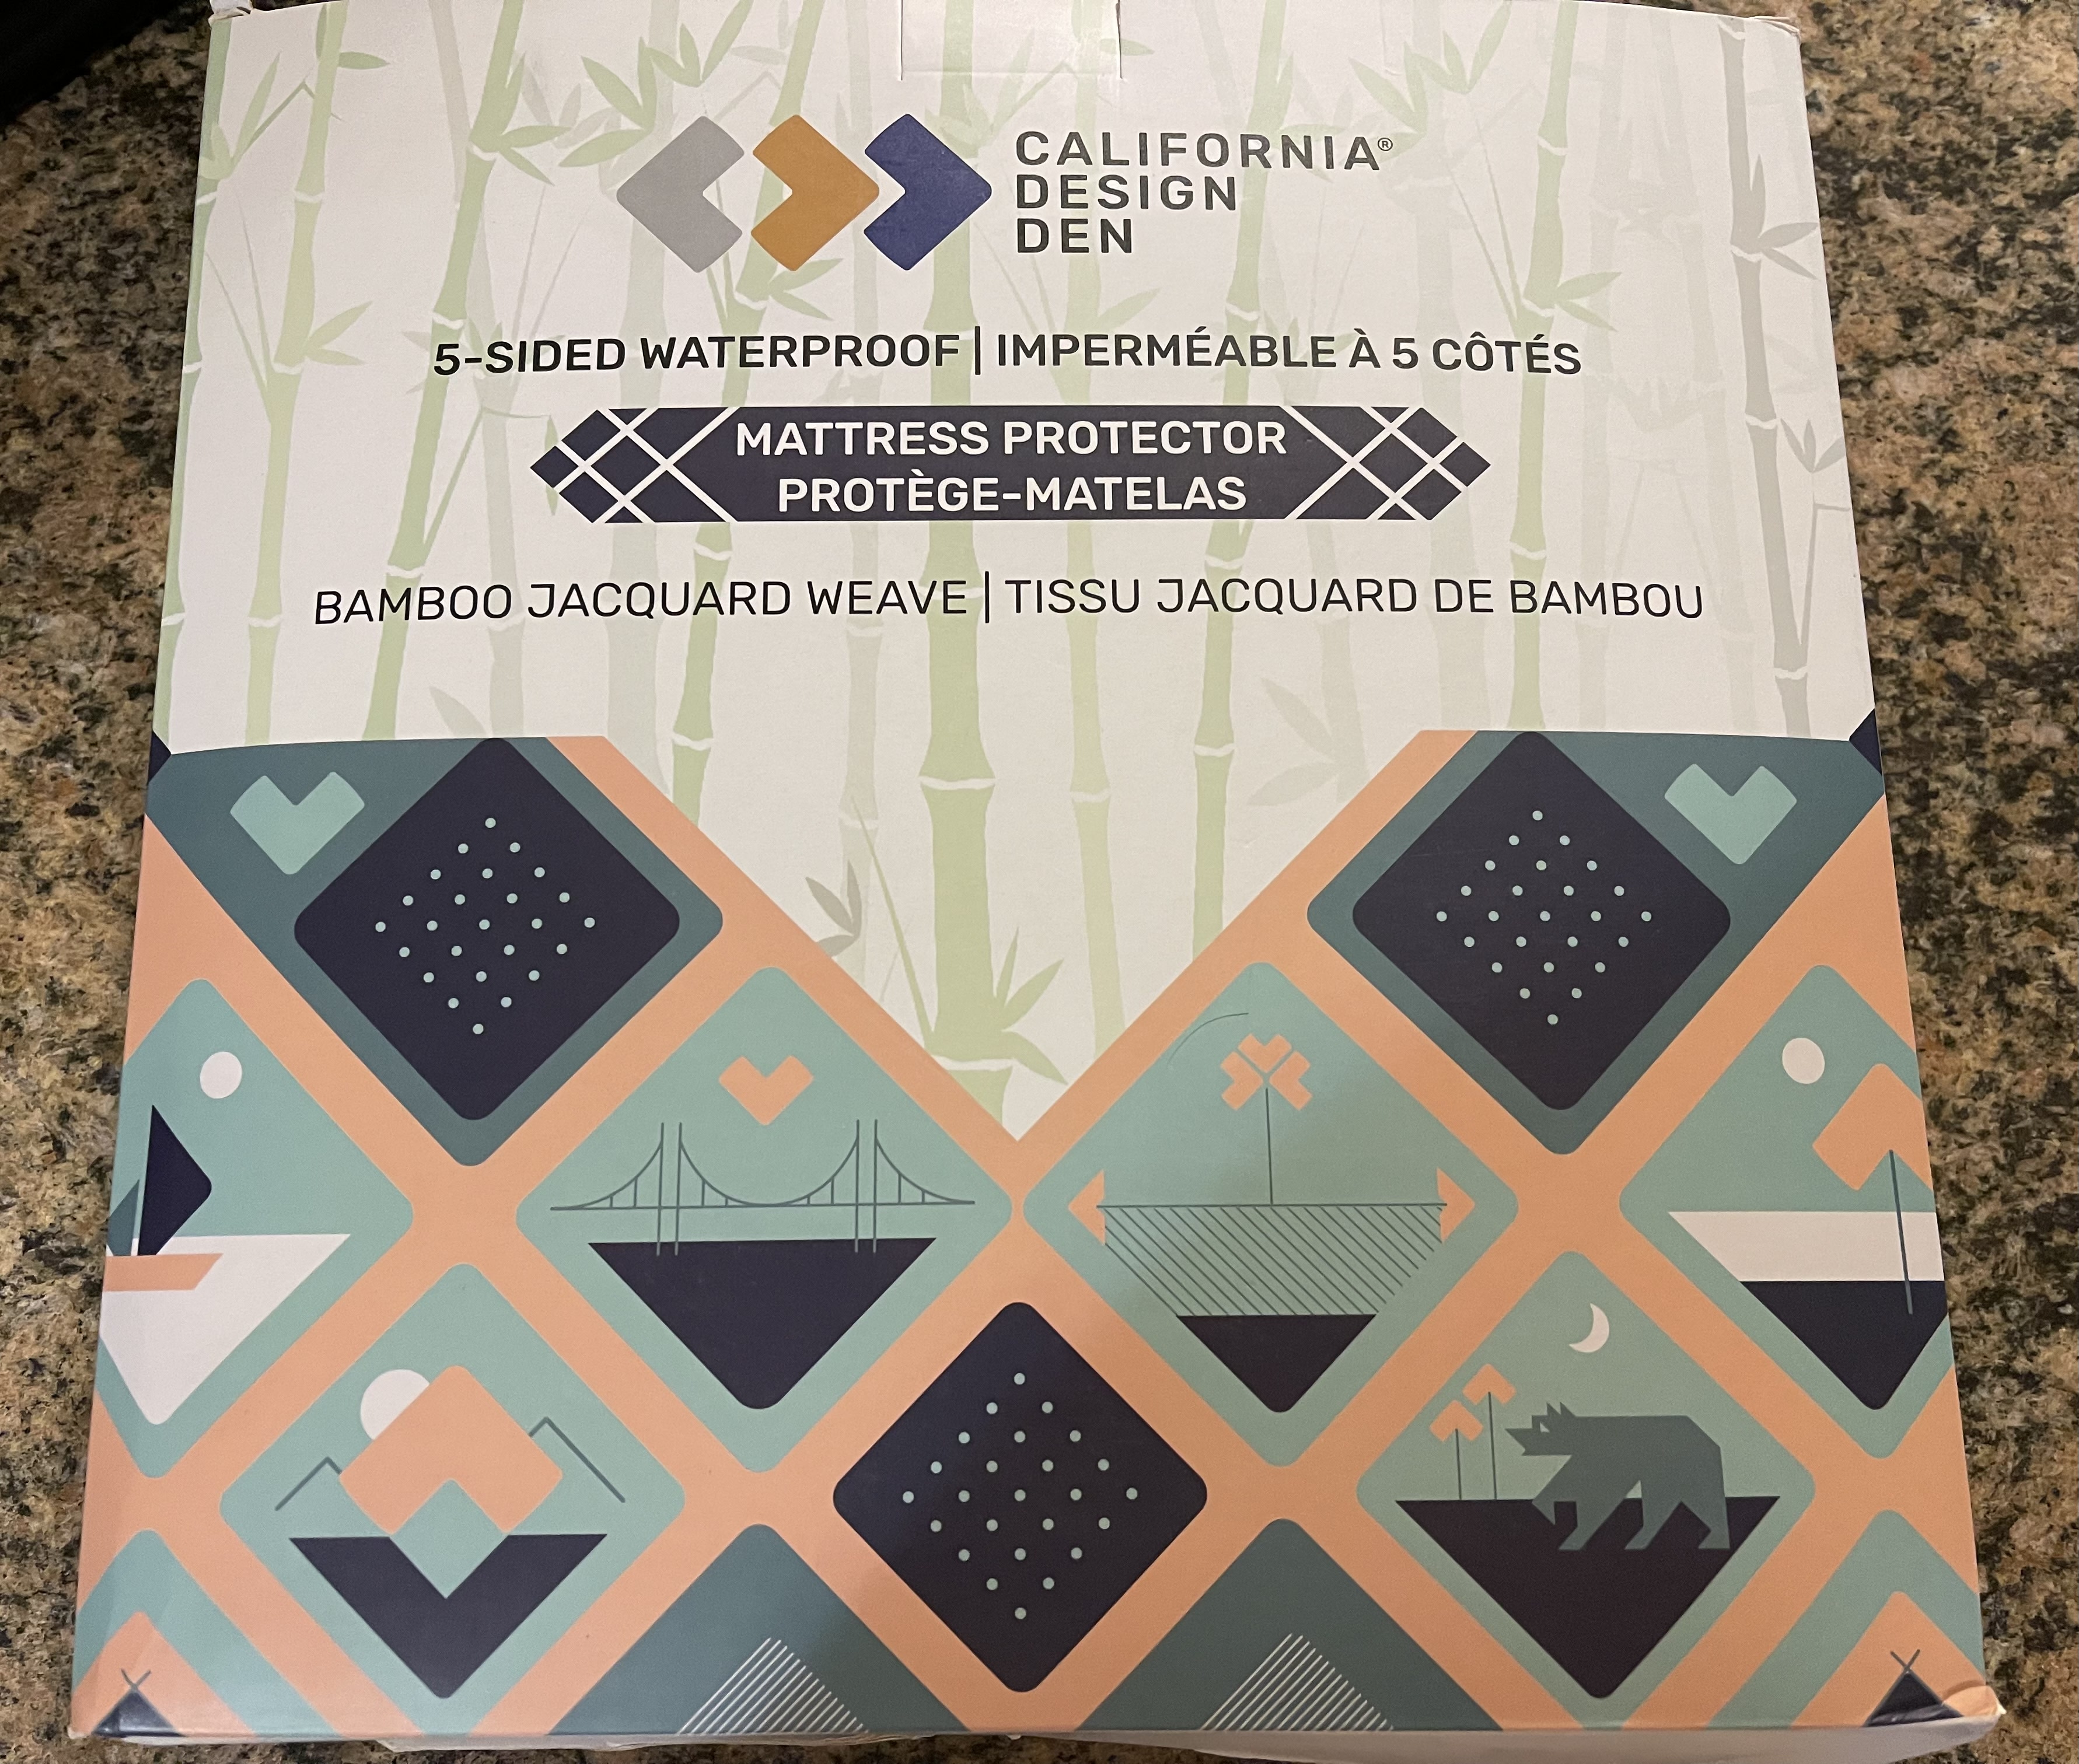 CALIFORNIA®
DESIGN
DEN
5-SIDED WATERPROOF | IMPERMÉABLE À 5 CÔTÉS
MATTRESS PROTECTOR
PROTÈGE-MATELAS
BAMBOO JACQUARD WEAVE | TISSU JACQUARD DE BAMBOU